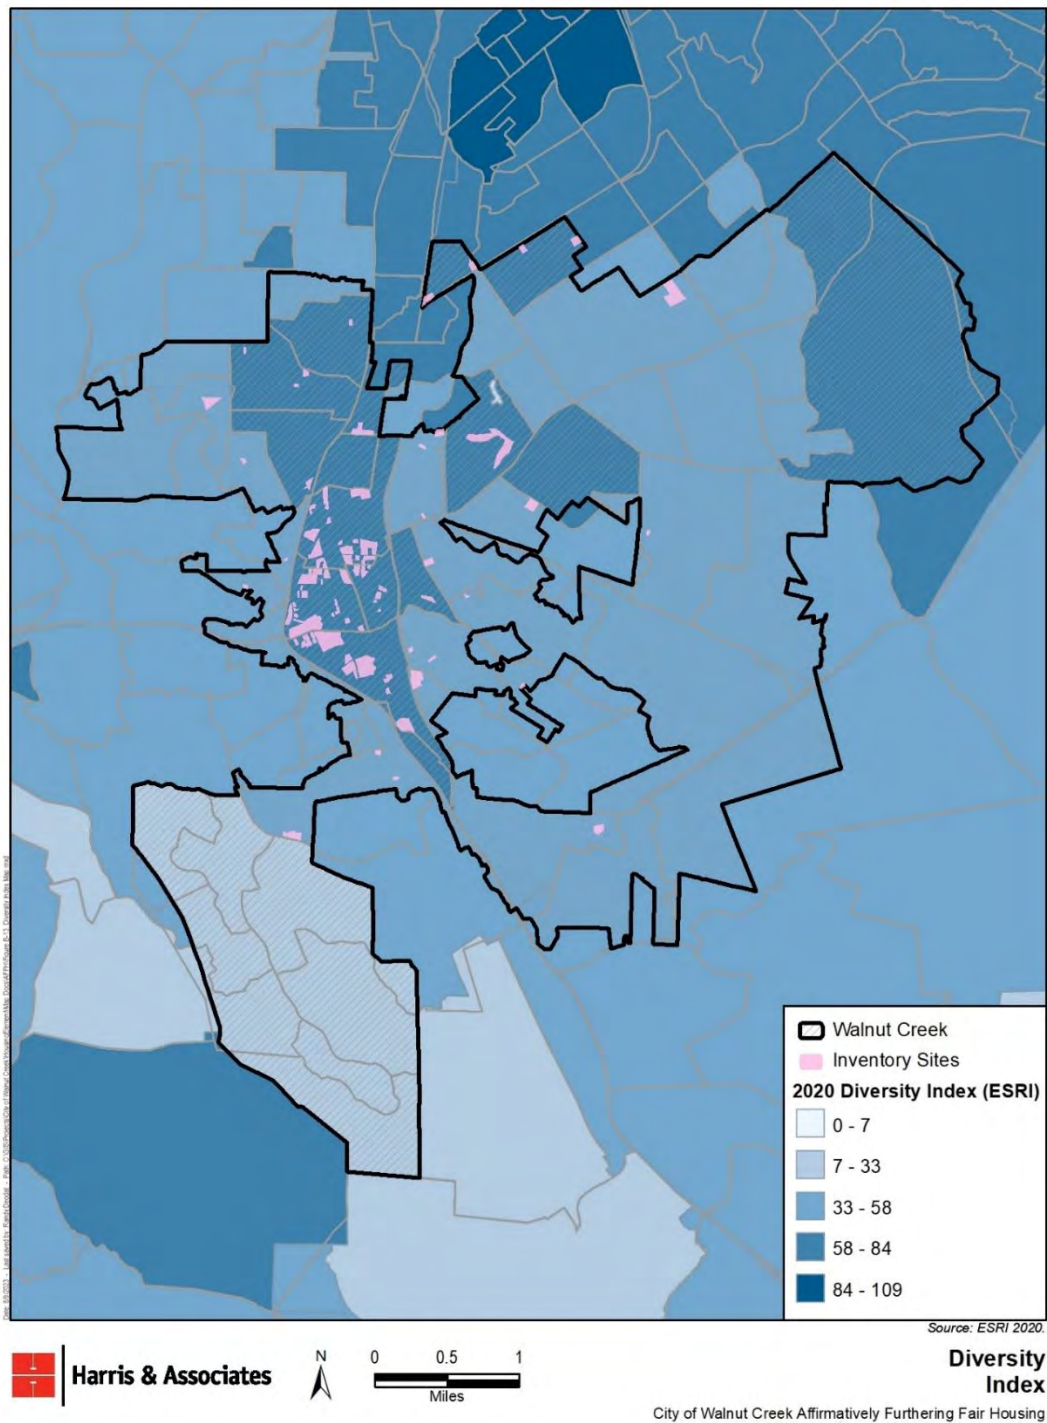 Walnut Creek
Inventory Sites
2020 Diversity Index (ESRI)
0 - 7
7 - 33
33 - 58
58 - 84
84 - 109
Source: ESRI 2020.
Harris & Associates
N
0 0.5 1
Miles
Diversity
Index
City of Walnut Creek Affirmatively Furthering Fair Housing